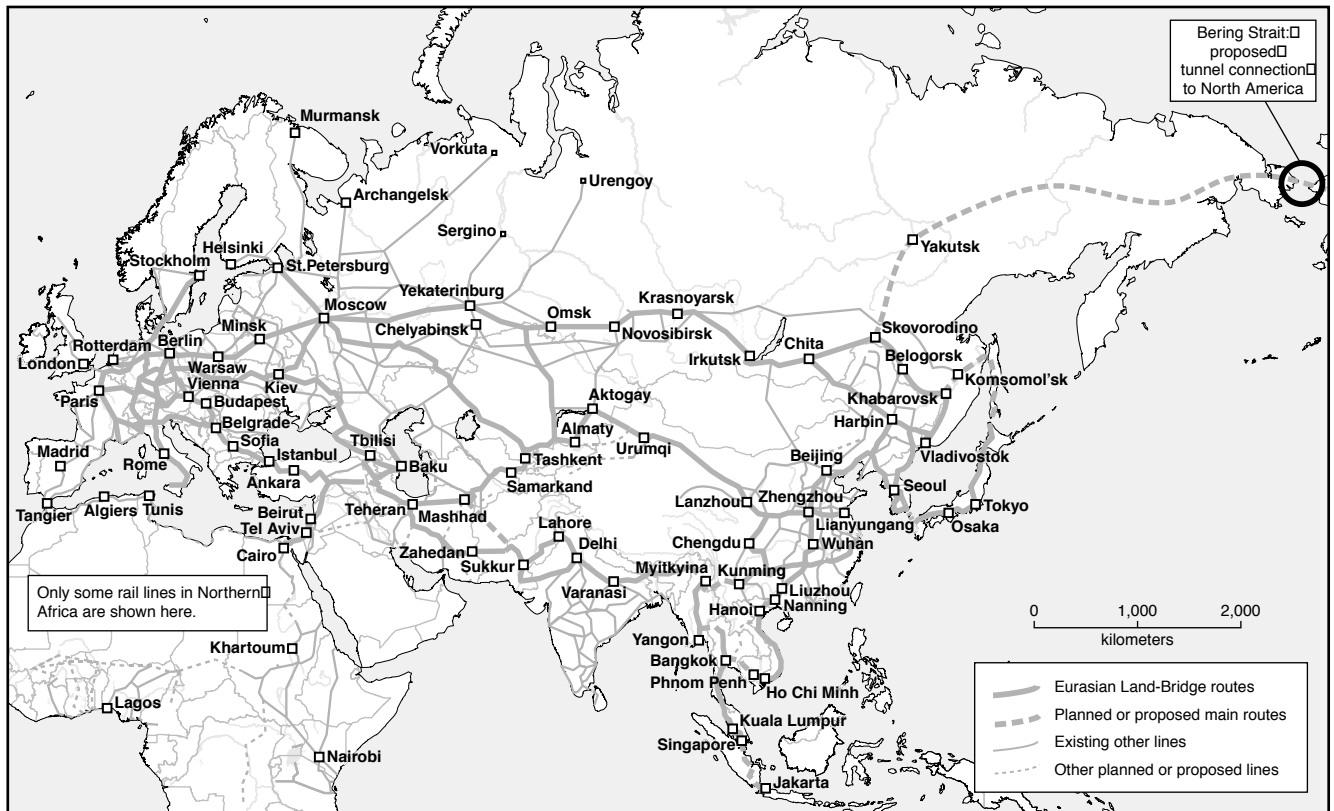 Bering Strait:□
proposed□
tunnel connection□
to North America
Murmansk
Vorkuta
Urengoy
Archangelsk
Sergino
Yakutsk
Helsinki
Stockholm
St.Petersburg
Yekaterinburg
Krasnoyarsk
Moscow
Omsk
Skovorodino
Minsk
Chelyabinsk
Novosibirsk
Chita
Rotterdam
Berlin
Irkutsk
Belogorsk
London
Warsaw
Komsomol'sk
Vienna
Kiev
Paris
Budapest
Aktogay
Khabarovsk
Belgrade
Almaty
Harbin
Sofia
Tbilisi
Urumqi
Madrid
Istanbul
Beijing
Vladivostok
Rome
Baku
Tashkent
Ankara
Samarkand
Seoul
Lanzhou
Zhengzhou
Tangier
Algiers
Tunis
Beirut
Teheran
Mashhad
Tokyo
Tel Aviv
Lahore
Lianyungang
Osaka
Cairo
Zahedan
Delhi
Chengdu
Wuhan
Sukkur
Myitkyina
Kunming
Varanasi
Liuzhou
Nanning
Hanoi
Only some rail lines in Northern□
Africa are shown here.
0 1,000 2,000
kilometers
Khartoum
Yangon
Bangkok
Phnom Penh
Ho Chi Minh
Lagos
Kuala Lumpur
Singapore
Nairobi
Jakarta
Eurasian Land-Bridge routes
Planned or proposed main routes
Existing other lines
Other planned or proposed lines